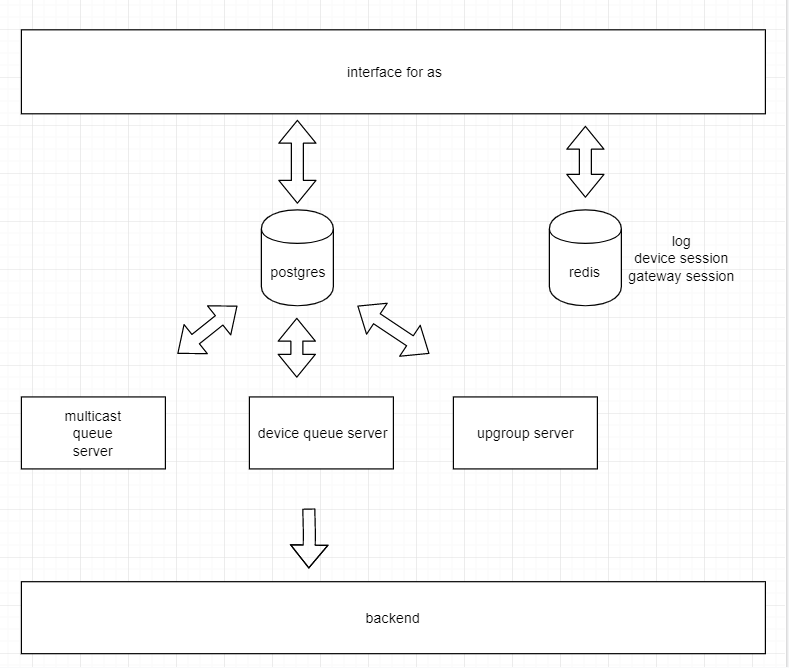 interface for as
postgres
redis
log
device session
gateway session
multicast
queue
server
device queue server
upgroup server
backend